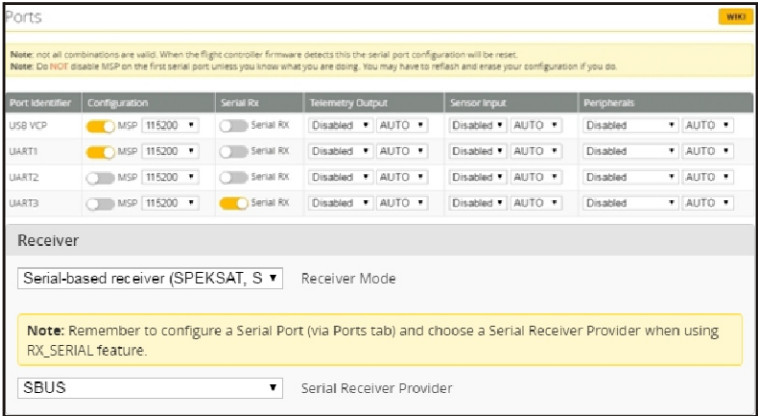 Ports
WIKI
Note: not all combinations are valid. When the flight controller firmware detects this the serial port configuration will be reset.
Note: Do NOT disable MSP on the first serial port unless you know what you are doing. You may have to reflash and erase your configuration if you do.
Port Identifier Configuration Serial Rx Telemetry Output Sensor Input Peripherals
USB VCP MSP 115200 Serial RX Disabled AUTO Disabled AUTO Disabled AUTO
UART1 MSP 115200 Serial RX Disabled AUTO Disabled AUTO Disabled AUTO
UART2 MSP 115200 Serial RX Disabled AUTO Disabled AUTO Disabled AUTO
UART3 MSP 115200 Serial RX Disabled AUTO Disabled AUTO Disabled AUTO
Receiver
Serial-based receiver (SPEKSAT, S Receiver Mode
Note: Remember to configure a Serial Port (via Ports tab) and choose a Serial Receiver Provider when using
RX_SERIAL feature.
SBUS Serial Receiver Provider